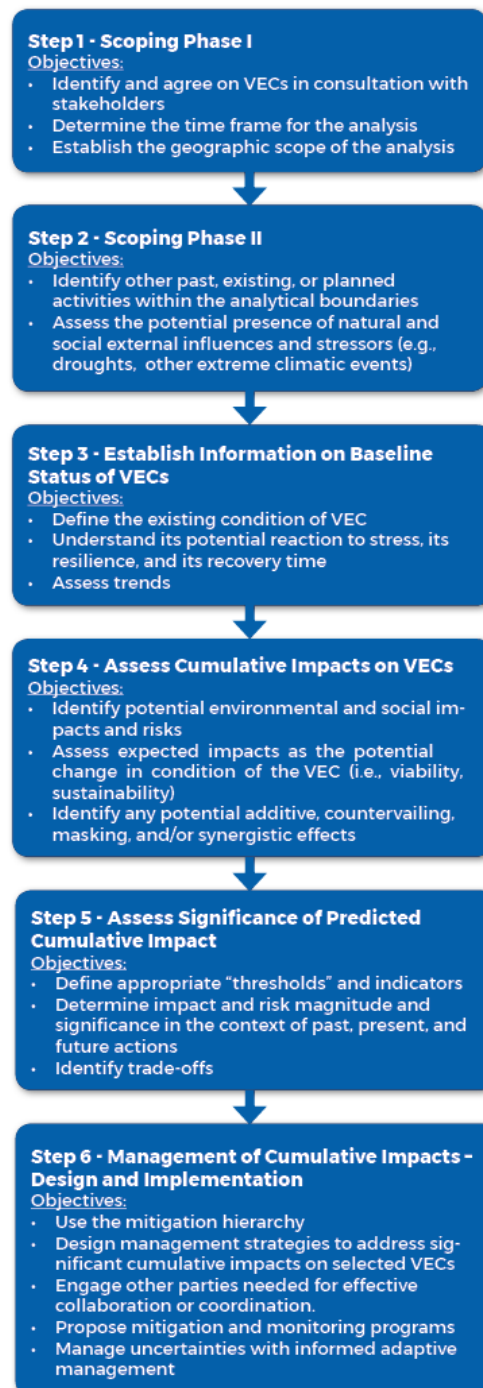 Step 1 - Scoping Phase I
Objectives:
• Identify and agree on VECs in consultation with
stakeholders
• Determine the time frame for the analysis
• Establish the geographic scope of the analysis
Step 2 - Scoping Phase II
Objectives:
• Identify other past, existing, or planned
activities within the analytical boundaries
• Assess the potential presence of natural and
social external influences and stressors (e.g.,
droughts, other extreme climatic events)
Step 3 - Establish Information on Baseline
Status of VECs
Objectives:
• Define the existing condition of VEC
• Understand its potential reaction to stress, its
resilience, and its recovery time
• Assess trends
Step 4 - Assess Cumulative Impacts on VECs
Objectives:
• Identify potential environmental and social im-
pacts and risks
• Assess expected impacts as the potential
change in condition of the VEC (i.e., viability,
sustainability)
• Identify any potential additive, countervailing,
masking, and/or synergistic effects
Step 5 - Assess Significance of Predicted
Cumulative Impact
Objectives:
• Define appropriate “thresholds” and indicators
• Determine impact and risk magnitude and
significance in the context of past, present, and
future actions
• Identify trade-offs
Step 6 - Management of Cumulative Impacts –
Design and Implementation
Objectives:
• Use the mitigation hierarchy
• Design management strategies to address sig-
nificant cumulative impacts on selected VECs
• Engage other parties needed for effective
collaboration or coordination.
• Propose mitigation and monitoring programs
• Manage uncertainties with informed adaptive
management